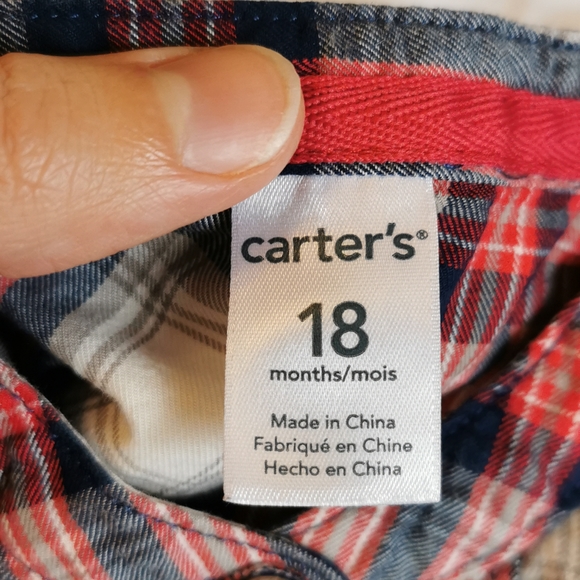 carter's®
18
months/mois
Made in China
Fabriqué en Chine
Hecho en China